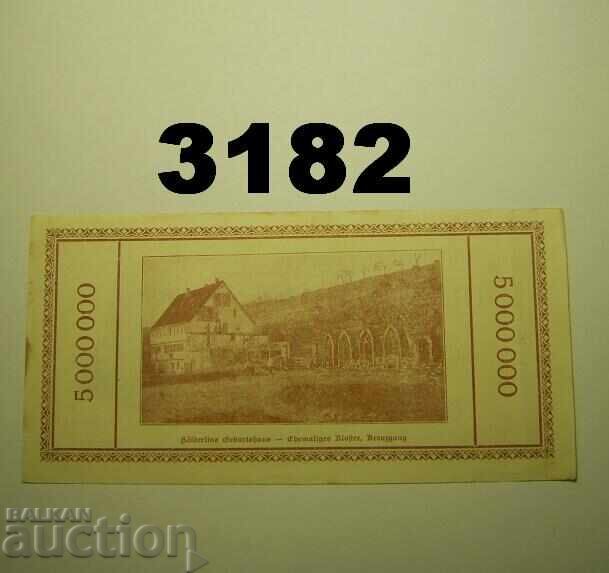 3182
5000000
Hölderlins Geburtshaus — Ehemaliges Kloster, Kreuzgang
5000000
BALKAN
auction